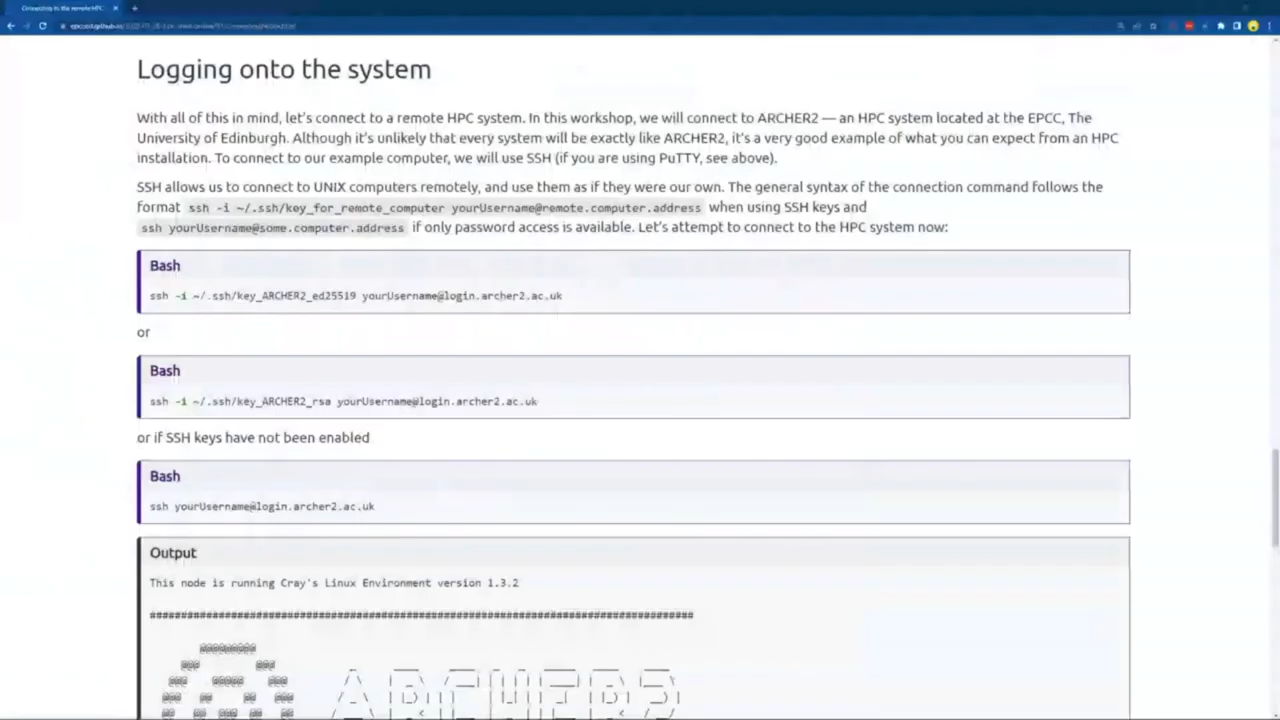 Connecting to the remote HPC
Logging onto the system
With all of this in mind, let's connect to a remote HPC system. In this workshop, we will connect to ARCHER2 — an HPC system located at the EPCC, The
University of Edinburgh. Although it's unlikely that every system will be exactly like ARCHER2, it's a very good example of what you can expect from an HPC
installation. To connect to our example computer, we will use SSH (if you are using PuTTY, see above).
SSH allows us to connect to UNIX computers remotely, and use them as if they were our own. The general syntax of the connection command follows the
format ssh -i ~/.ssh/key_for_remote_computer yourUsername@remote.computer.address when using SSH keys and
ssh yourUsername@some.computer.address if only password access is available. Let's attempt to connect to the HPC system now:
Bash
ssh -i ~/.ssh/key_ARCHER2_ed25519 yourUsername@login.archer2.ac.uk
or
Bash
ssh -i ~/.ssh/key_ARCHER2_rsa yourUsername@login.archer2.ac.uk
or if SSH keys have not been enabled
Bash
ssh yourUsername@login.archer2.ac.uk
Output
This node is running Cray's Linux Environment version 1.3.2
ARCHER2